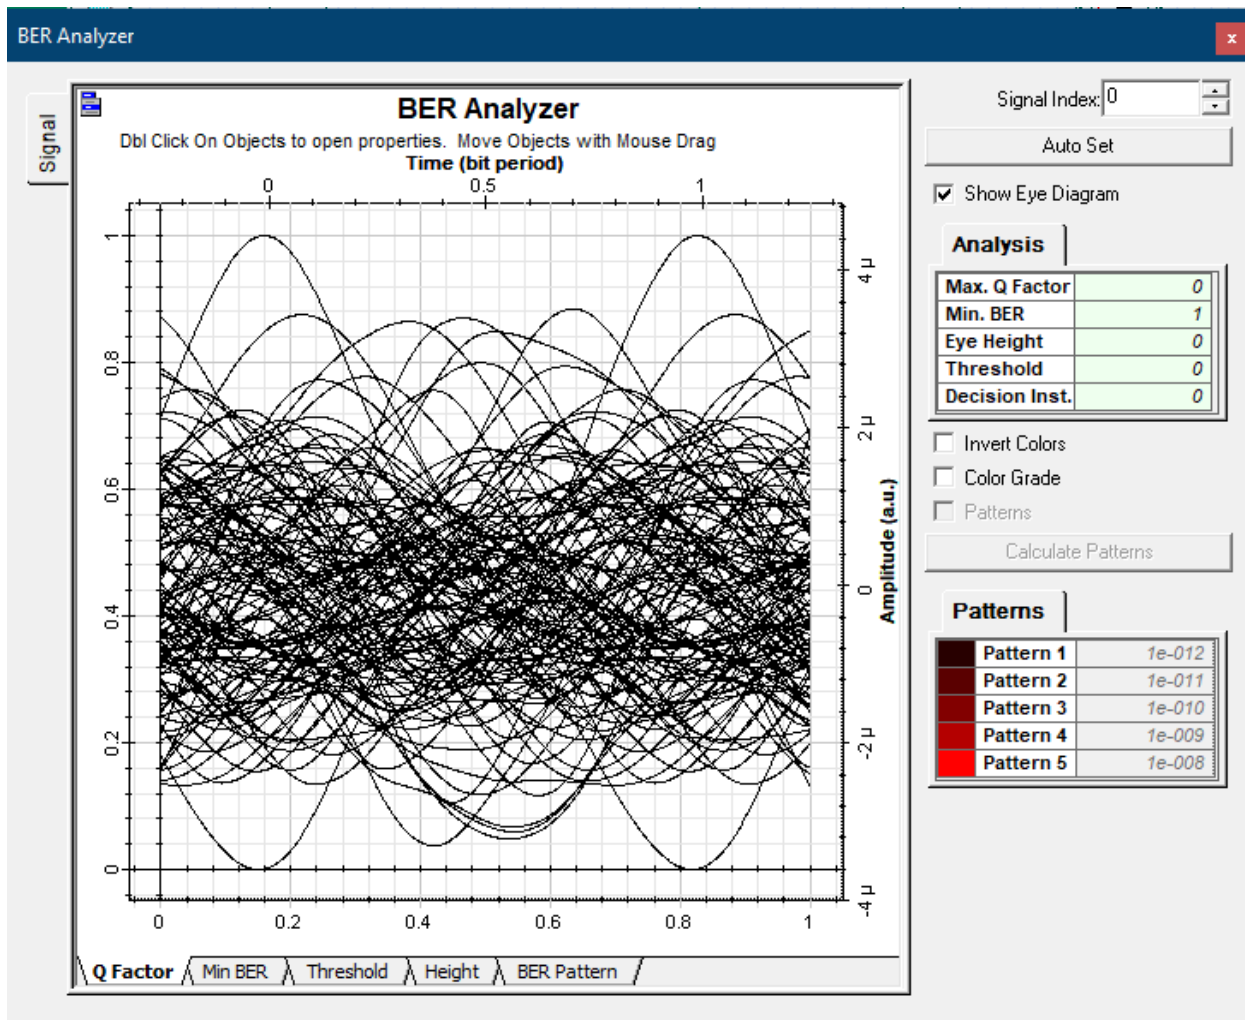 BER Analyzer
x
Signal
BER Analyzer
Dbl Click On Objects to open properties. Move Objects with Mouse Drag
Time (bit period)
0 0.5 1
1
0.8
0.6
0.4
0.2
0
4 µ
2 µ
0
-2 µ
-4 µ
Amplitude (a.u.)
0 0.2 0.4 0.6 0.8 1
Q Factor Min BER Threshold Height BER Pattern
Signal Index: 0
Auto Set
Show Eye Diagram
Analysis
Max. Q Factor 0
Min. BER 1
Eye Height 0
Threshold 0
Decision Inst. 0
Invert Colors
Color Grade
Patterns
Calculate Patterns
Patterns
Pattern 1 1e-012
Pattern 2 1e-011
Pattern 3 1e-010
Pattern 4 1e-009
Pattern 5 1e-008